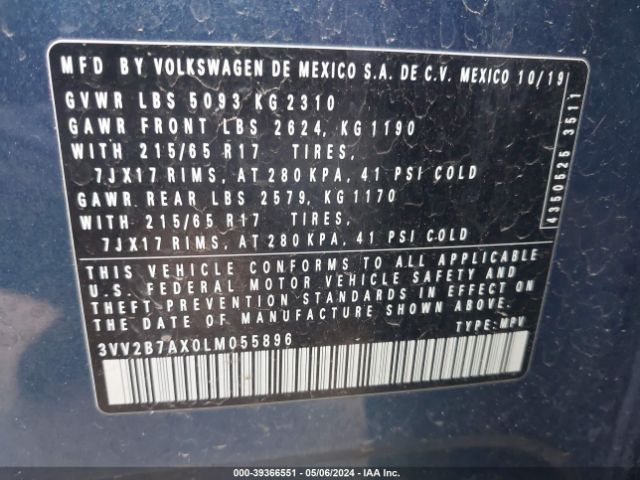 MFD BY VOLKSWAGEN DE MEXICO S.A. DE C.V. MEXICO 10/19
GVWR LBS 5093 KG 2310
GAWR FRONT LBS 2624, KG 1190
WITH 215/65 R17 TIRES,
7JX17 RIMS, AT 280 KPA, 41 PSI COLD
GAWR REAR LBS 2579, KG 1170
WITH 215/65 R17 TIRES,
7JX17 RIMS, AT 280 KPA, 41 PSI COLD
4350525 3511
THIS VEHICLE CONFORMS TO ALL APPLICABLE
U.S. FEDERAL MOTOR VEHICLE SAFETY AND
THEFT PREVENTION STANDARDS IN EFFECT ON
THE DATE OF MANUFACTURE SHOWN ABOVE.
3VV2B7AX0LM055896 TYPE: MPV
000-39366551 - 05/06/2024 - IAA Inc.